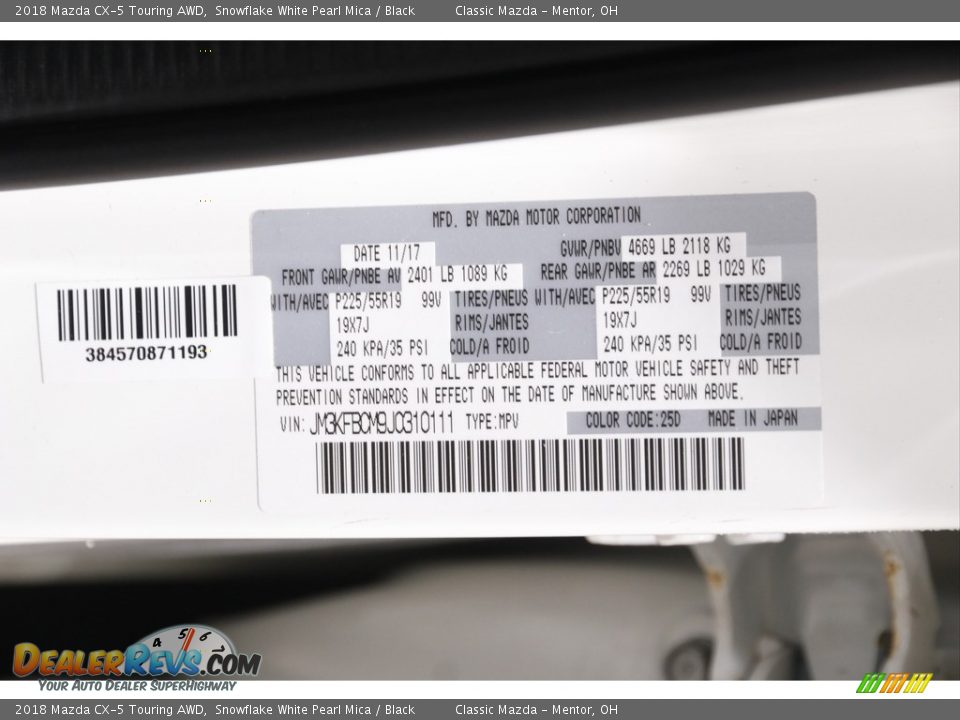 2018 Mazda CX-5 Touring AWD, Snowflake White Pearl Mica / Black Classic Mazda - Mentor, OH
MFD. BY MAZDA MOTOR CORPORATION
DATE 11/17 GVWR/PNBV 4669 LB 2118 KG
FRONT GAWR/PNBE AV 2401 LB 1089 KG REAR GAWR/PNBE AR 2269 LB 1029 KG
WITH/AVEC P225/55R19 99V TIRES/PNEUS WITH/AVEC P225/55R19 99V TIRES/PNEUS
19X7J RIMS/JANTES 19X7J RIMS/JANTES
240 KPA/35 PSI COLD/A FROID 240 KPA/35 PSI COLD/A FROID
384570871193
THIS VEHICLE CONFORMS TO ALL APPLICABLE FEDERAL MOTOR VEHICLE SAFETY AND THEFT
PREVENTION STANDARDS IN EFFECT ON THE DATE OF MANUFACTURE SHOWN ABOVE.
VIN: JM3KFBCM9J0310111 TYPE:MPV COLOR CODE:25D MADE IN JAPAN
4 5 6
DEALERREVS.COM
YOUR AUTO DEALER SUPERHIGHWAY
2018 Mazda CX-5 Touring AWD, Snowflake White Pearl Mica / Black Classic Mazda - Mentor, OH